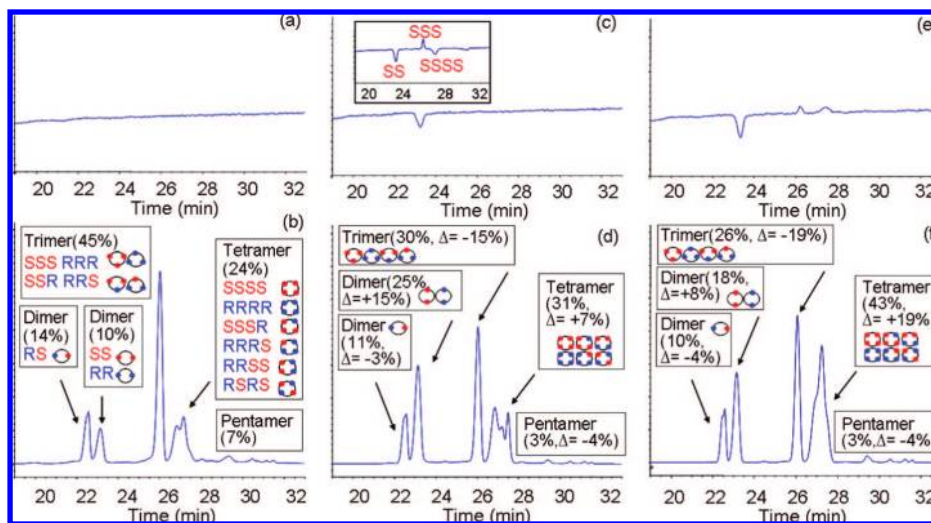 (a)
20 22 24 26 28 30 32
Time (min)
(c)
SSS
SS
SSSS
20 24 28 32
20 22 24 26 28 30 32
Time (min)
(e)
20 22 24 26 28 30 32
Time (min)
(b)
Trimer(45%)
SSS RRR
SSR RRS
Dimer
(14%)
RS
Dimer
(10%)
SS
RR
Tetramer
(24%)
SSSS
RRRR
SSSR
RRRS
RRSS
RSRS
Pentamer
(7%)
20 22 24 26 28 30 32
Time (min)
(d)
Trimer(30%, Δ= -15%)
Dimer(25%,
Δ=+15%)
Dimer
(11%,
Δ= -3%)
Tetramer
(31%,
Δ= +7%)
Pentamer
(3%,Δ= -4%)
20 22 24 26 28 30 32
Time (min)
(f)
Trimer(26%, Δ= -19%)
Dimer(18%,
Δ=+8%)
Dimer
(10%,
Δ= -4%)
Tetramer
(43%,
Δ= +19%)
Pentamer
(3%,Δ= -4%)
20 22 24 26 28 30 32
Time (min)